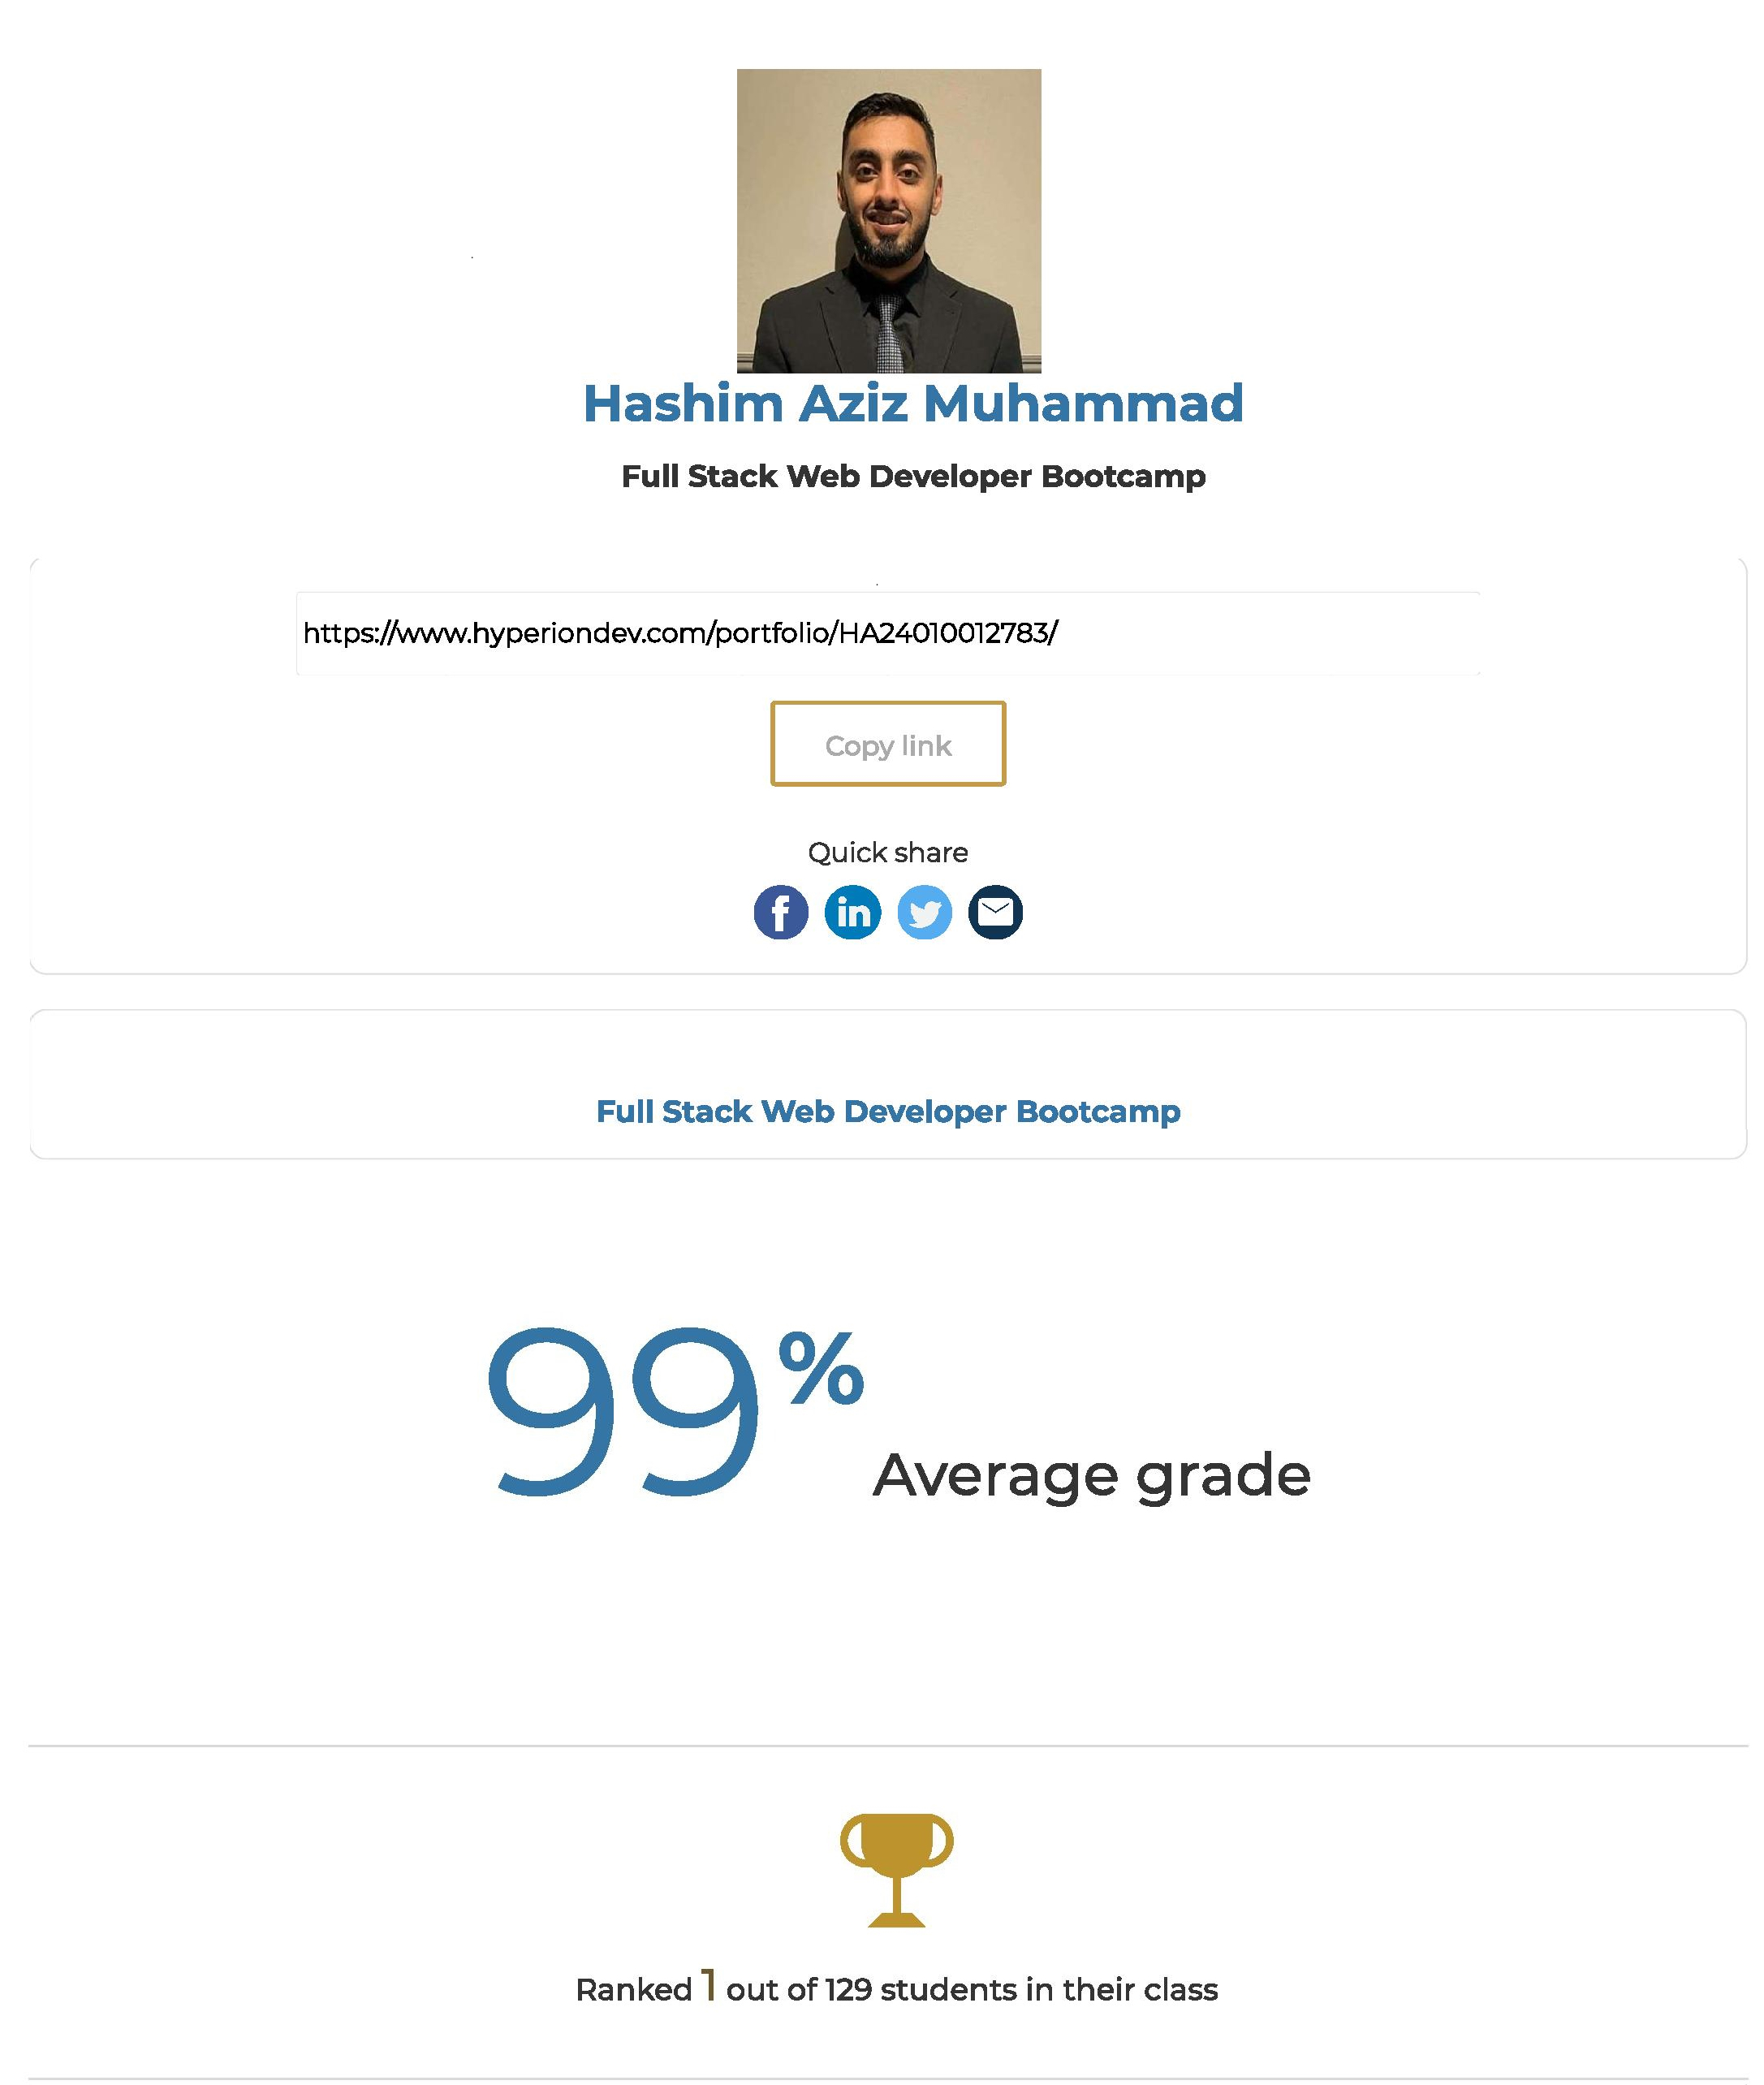 Hashim Aziz Muhammad
Full Stack Web Developer Bootcamp
https://www.hyperiondev.com/portfolio/HA24010012783/
Copy link
Quick share
Full Stack Web Developer Bootcamp
99% Average grade
Ranked 1 out of 129 students in their class